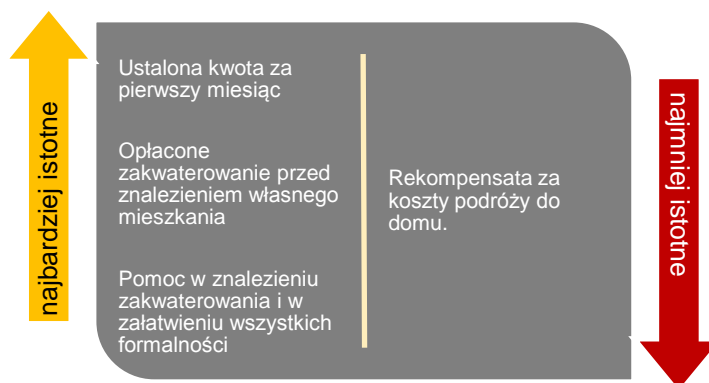 najbardziej istotne
Ustalona kwota za
pierwszy miesiąc
Opłacone
zakwaterowanie przed
znalezieniem własnego
mieszkania
Pomoc w znalezieniu
zakwaterowania i w
załatwieniu wszystkich
formalności
Rekompensata za
koszty podróży do
domu.
najmniej istotne